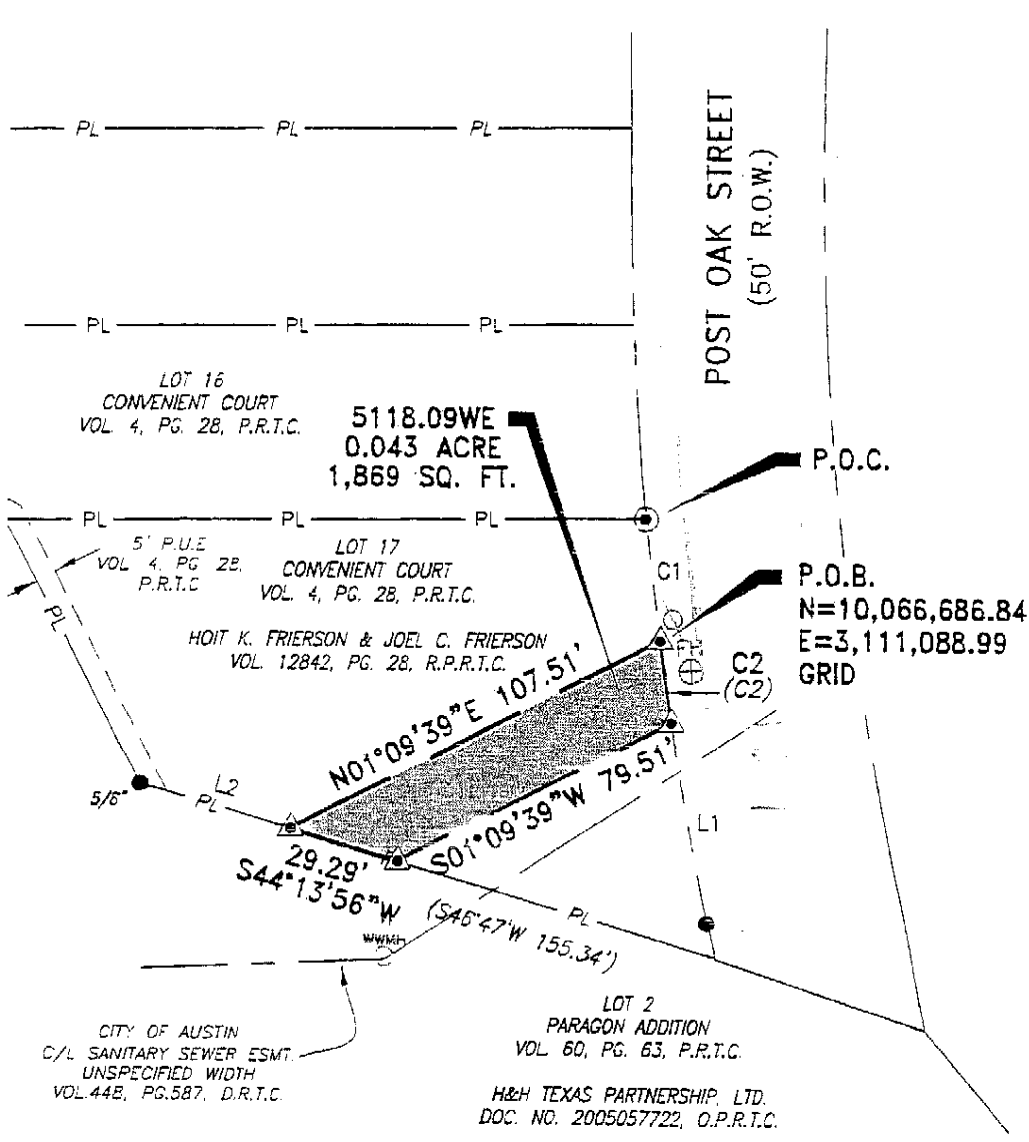 PL PL PL
POST OAK STREET
(50' R.O.W.)
PL PL PL
LOT 16
CONVENIENT COURT
VOL. 4, PG. 28, P.R.T.C.
5118.09WE
0.043 ACRE
1,869 SQ. FT.
P.O.C.
PL PL PL
5' P.U.E
VOL. 4, PG 28,
P.R.T.C
PL
LOT 17
CONVENIENT COURT
VOL. 4, PG. 28, P.R.T.C.
C1
P.O.B.
N=10,066,686.84
E=3,111,088.99
GRID
HOIT K. FRIERSON & JOEL C. FRIERSON
VOL. 12842, PG. 28, R.P.R.T.C.
FH
C2
(C2)
N01°09'39"E 107.51'
S01°09'39"W 79.51'
5/6"
L2
PL
L1
29.29'
S44°13'56"W
(S46°47'W 155.34')
PL
WWMH
CITY OF AUSTIN
C/L SANITARY SEWER ESMT.
UNSPECIFIED WIDTH
VOL.448, PG.587, D.R.T.C.
LOT 2
PARAGON ADDITION
VOL. 60, PG. 63, P.R.T.C.
H&H TEXAS PARTNERSHIP, LTD.
DOC. NO. 2005057722, O.P.R.T.C.